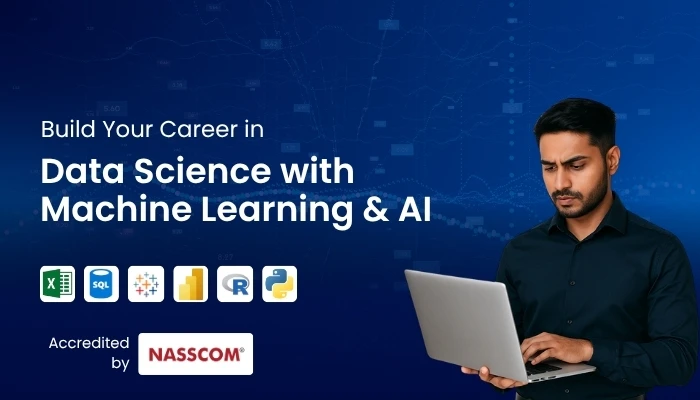 Build Your Career in
Data Science with
Machine Learning & AI
X
SQL
R
Accredited
by
NASSCOM®